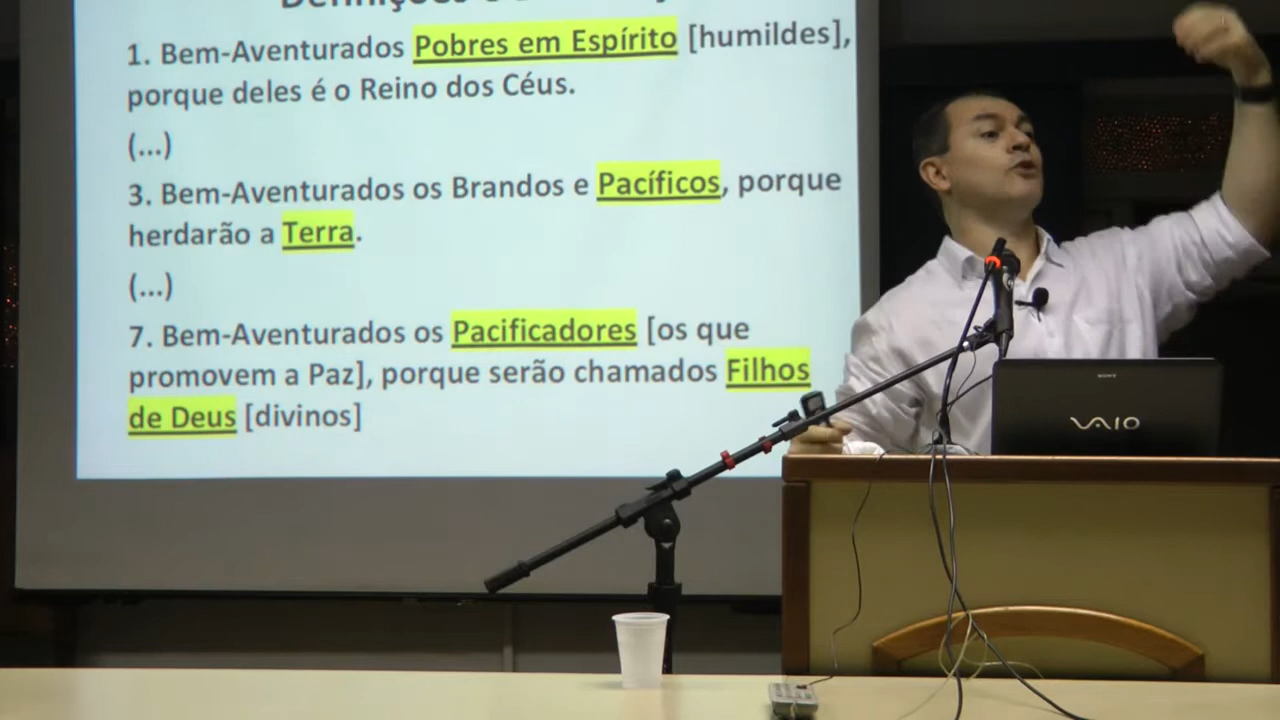 Definições
1. Bem-Aventurados Pobres em Espírito [humildes],
porque deles é o Reino dos Céus.
(...)
3. Bem-Aventurados os Brandos e Pacíficos, porque
herdarão a Terra.
(...)
7. Bem-Aventurados os Pacificadores [os que
promovem a Paz], porque serão chamados Filhos
de Deus [divinos]
SONY
VAIO